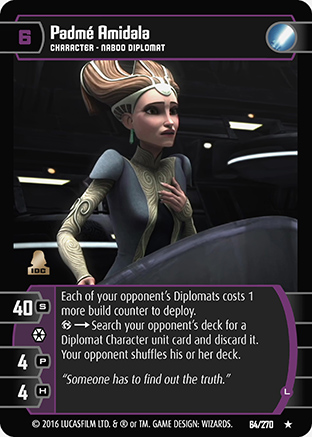 6
Padmé Amidala
CHARACTER - NABOO DIPLOMAT
IDC
40 S
4 P
4 H
Each of your opponent's Diplomats costs 1
more build counter to deploy.
Search your opponent's deck for a
Diplomat Character unit card and discard it.
Your opponent shuffles his or her deck.
"Someone has to find out the truth."
L
© 2016 LUCASFILM LTD. & ® or TM. GAME DESIGN: WIZARDS.
64/270